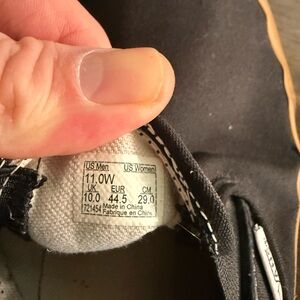 US Men US Women
11.0W
UK EUR CM
10.0 44.5 29.0
721454 Made in China
Fabriqué en Chine